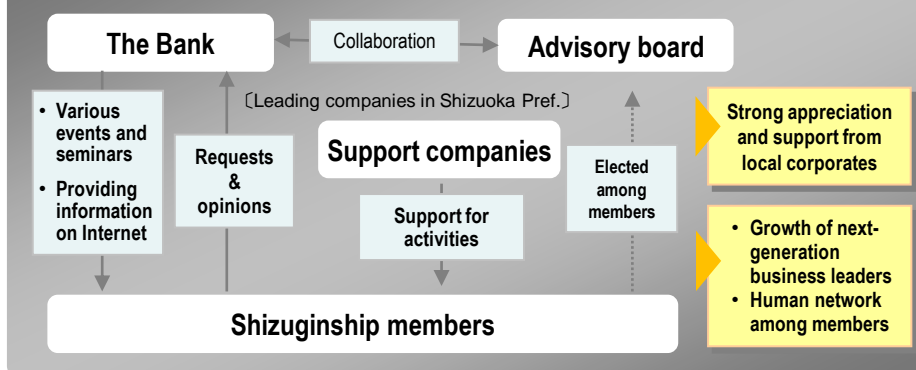 The Bank
Collaboration
Advisory board
〔Leading companies in Shizuoka Pref.〕
• Various
events and
seminars
• Providing
information
on Internet
Requests
&
opinions
Support companies
Support for
activities
Elected
among
members
Shizuginship members
Strong appreciation
and support from
local corporates
• Growth of next-
generation
business leaders
• Human network
among members